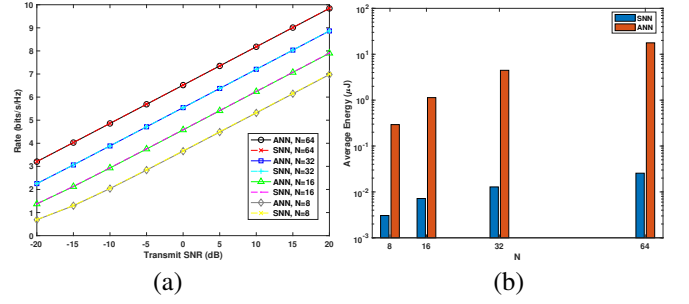 10
9
8
7
6
5
4
3
2
1
0
Rate (bits/s/Hz)
ANN, N=64
SNN, N=64
ANN, N=32
SNN, N=32
ANN, N=16
SNN, N=16
ANN, N=8
SNN, N=8
-20 -15 -10 -5 0 5 10 15 20
Transmit SNR (dB)
(a)
10²
10¹
10⁰
10⁻¹
10⁻²
10⁻³
Average Energy (μJ)
SNN
ANN
8 16 32 64
N
(b)